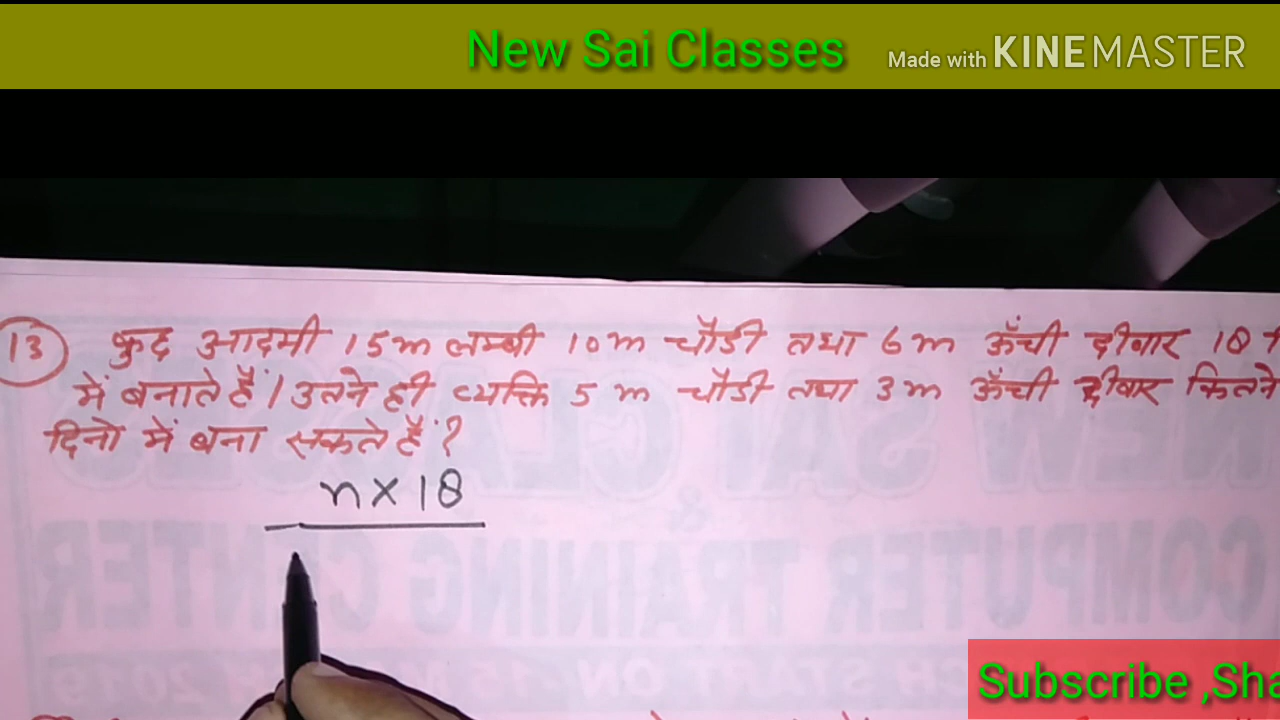 New Sai Classes
Made with KINEMASTER
13 कुछ आदमी 15m लम्बी 10m चौडी तथा 6m ऊँची दीवार 18
में बनाते हैं। उतने ही व्यक्ति 5 m चौडी तथा 3m ऊँची दीवार कितने
दिनो में बना सकते हैं?
n×18
Subscribe ,Sha